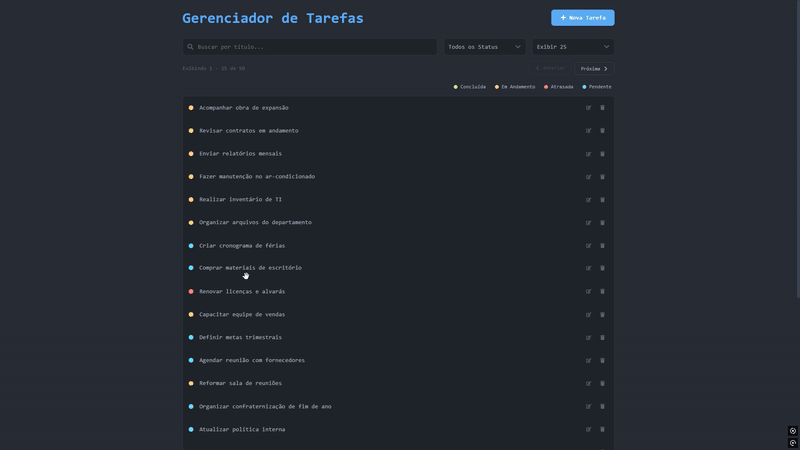 Gerenciador de Tarefas
+ Nova Tarefa
Buscar por título...
Todos os Status
Exibir 25
Exibindo 1 - 25 de 50
Anterior
Próxima
Concluída
Em Andamento
Atrasada
Pendente
Acompanhar obra de expansão
Revisar contratos em andamento
Enviar relatórios mensais
Fazer manutenção no ar-condicionado
Realizar inventário de TI
Organizar arquivos do departamento
Criar cronograma de férias
Comprar materiais de escritório
Renovar licenças e alvarás
Capacitar equipe de vendas
Definir metas trimestrais
Agendar reunião com fornecedores
Reformar sala de reuniões
Organizar confraternização de fim de ano
Atualizar política interna